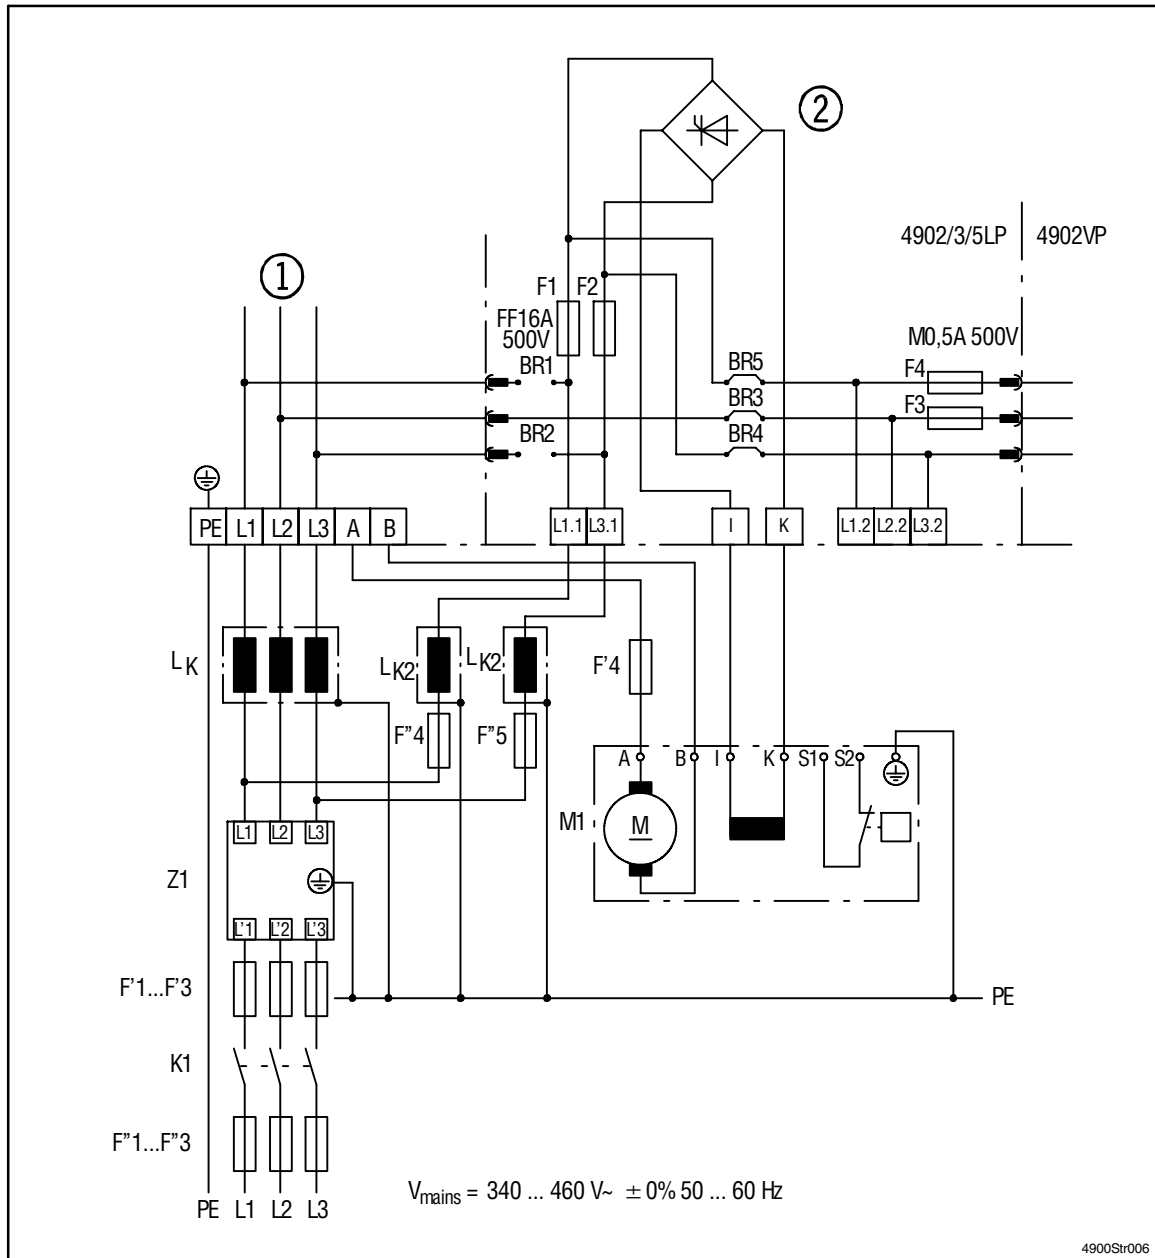 2
4902/3/5LP 4902VP
1
F1 F2
FF16A
500V
M0,5A 500V
BR1 BR5 F4
BR3 F3
BR2 BR4
PE L1 L2 L3 A B L1.1 L3.1 I K L1.2 L2.2 L3.2
LK LK2 LK2 F'4
F"4 F"5
A B I K S1 S2
M1 M
L1 L2 L3
Z1
L'1 L'2 L'3
F'1...F'3
PE
K1
F"1...F"3
Vmains = 340 ... 460 V~ ±0% 50 ... 60 Hz
PE L1 L2 L3
4900Str006